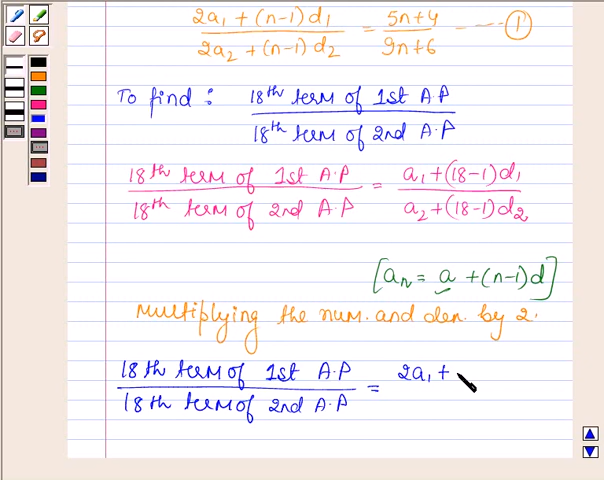 2a₁ + (n-1) d₁ / 2a₂ + (n-1) d₂ = 5n+4 / 9n+6 ------ ①
To find : 18th term of 1st A.P / 18th term of 2nd A.P
18th term of 1st A.P / 18th term of 2nd A.P = a₁+(18-1)d₁ / a₂+(18-1)d₂
[aₙ = a + (n-1)d]
Multiplying the num. and den. by 2.
18th term of 1st A.P / 18th term of 2nd A.P = 2a₁ +